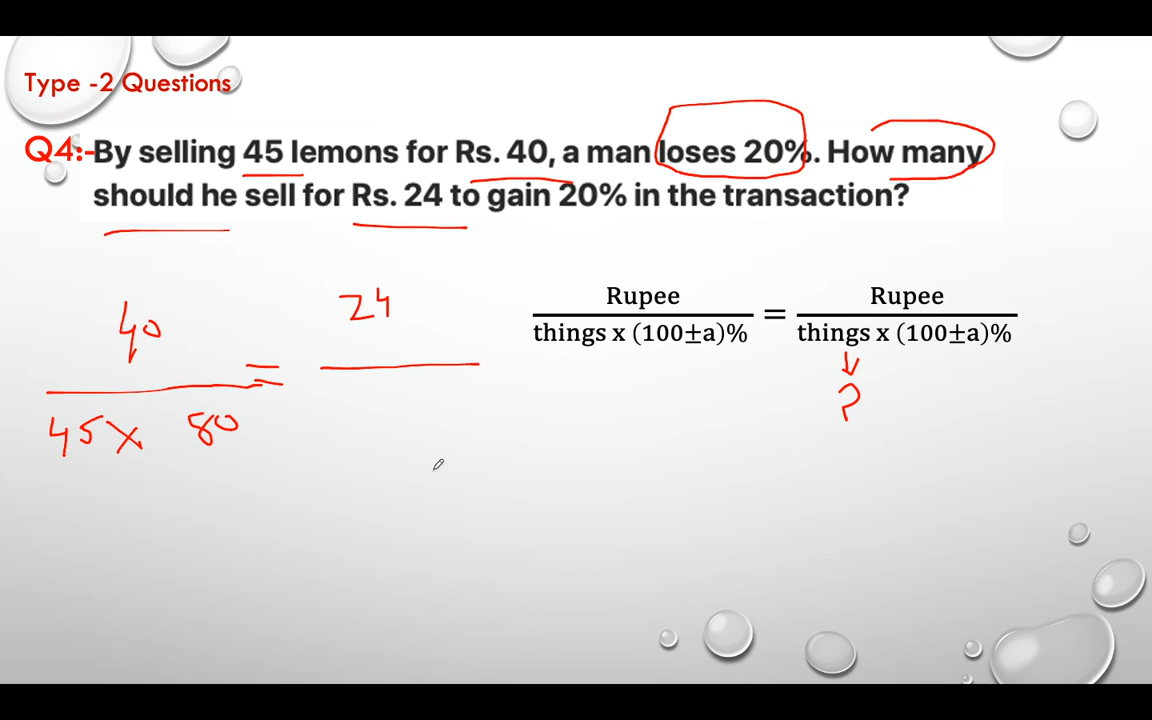 Type -2 Questions
Q4:- By selling 45 lemons for Rs. 40, a man loses 20%. How many
should he sell for Rs. 24 to gain 20% in the transaction?
40 = 24
45 x 80
Rupee = Rupee
things x (100±a)% things x (100±a)%
?